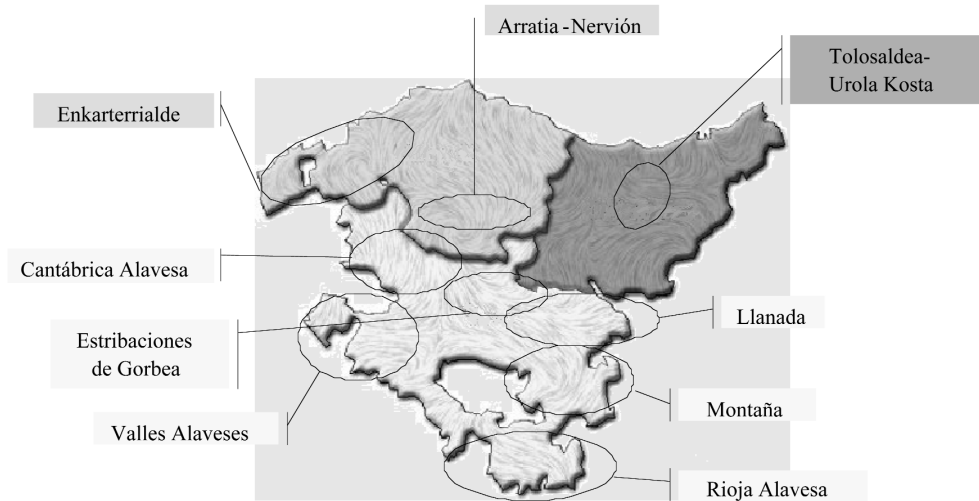 Arratia -Nervión
Tolosaldea-
Urola Kosta
Enkarterrialde
Cantábrica Alavesa
Llanada
Estribaciones
de Gorbea
Montaña
Valles Alaveses
Rioja Alavesa